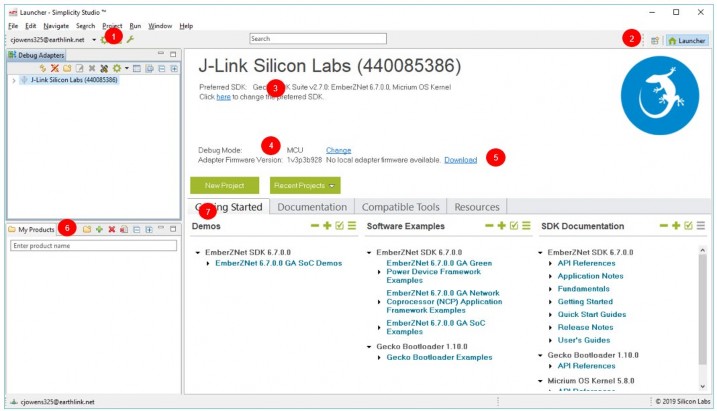 Launcher - Simplicity Studio ™
File Edit Navigate Search Project Run Window Help
cjowens325@earthlink.net
1
Search
2
Launcher
Debug Adapters
J-Link Silicon Labs (440085386)
J-Link Silicon Labs (440085386)
Preferred SDK: Gecko SDK Suite v2.7.0: EmberZNet 6.7.0.0, Micrium OS Kernel
3
Click here to change the preferred SDK.
4
Debug Mode: MCU Change
Adapter Firmware Version: 1v3p3b928 No local adapter firmware available. Download
5
New Project
Recent Projects
7
Getting Started
Documentation
Compatible Tools
Resources
My Products
6
Enter product name
Demos
EmberZNet SDK 6.7.0.0
EmberZNet 6.7.0.0 GA SoC Demos
Software Examples
EmberZNet SDK 6.7.0.0
EmberZNet 6.7.0.0 GA Green
Power Device Framework
Examples
EmberZNet 6.7.0.0 GA Network
Coprocessor (NCP) Application
Framework Examples
EmberZNet 6.7.0.0 GA SoC
Examples
Gecko Bootloader 1.10.0
Gecko Bootloader Examples
SDK Documentation
EmberZNet SDK 6.7.0.0
API References
Application Notes
Fundamentals
Getting Started
Quick Start Guides
Release Notes
User's Guides
Gecko Bootloader 1.10.0
API References
Micrium OS Kernel 5.8.0
cjowens325@earthlink.net
© 2019 Silicon Labs